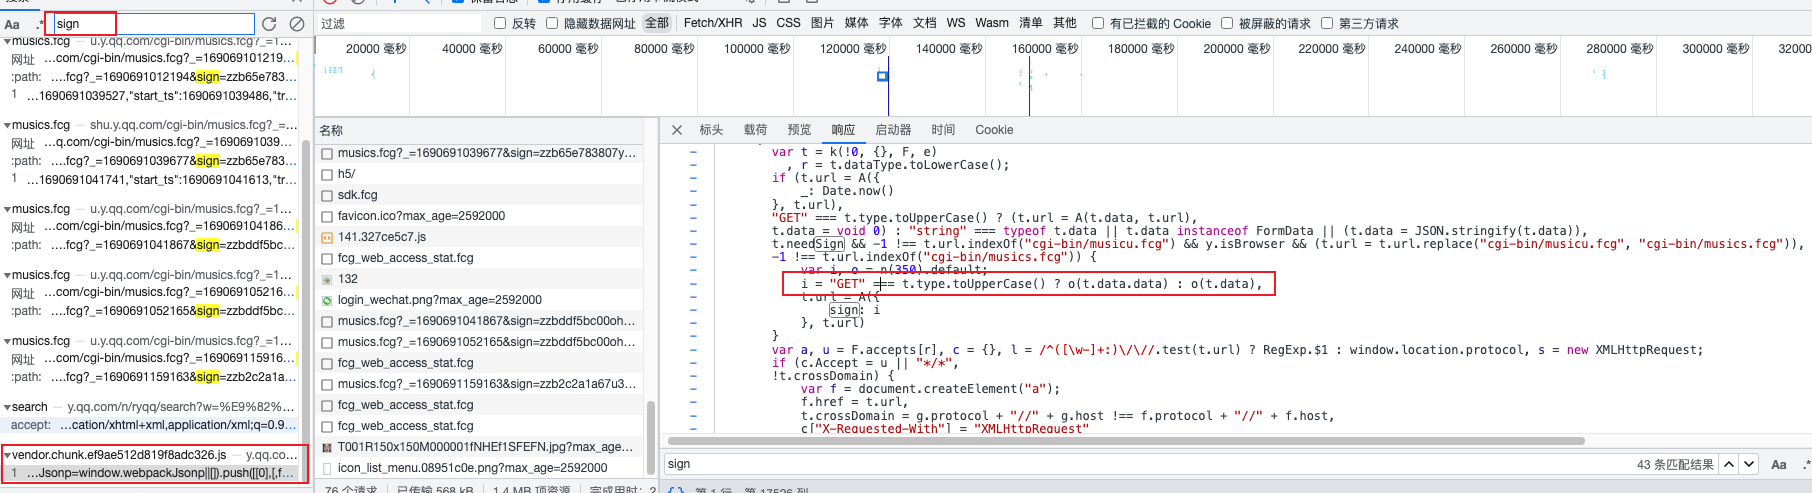 Aa .* sign
musics.fcg — u.y.qq.com/cgi-bin/musics.fcg?_=1…
网址 …com/cgi-bin/musics.fcg?_=169069101219…
:path: ….fcg?_=1690691012194&sign=zzb65e783…
1 …1690691039527,"start_ts":1690691039486,"tr…
musics.fcg — shu.y.qq.com/cgi-bin/musics.fcg?_=…
网址 …q.com/cgi-bin/musics.fcg?_=1690691039…
:path: ….fcg?_=1690691039677&sign=zzb65e783…
1 …1690691041741,"start_ts":1690691041613,"tr…
musics.fcg — u.y.qq.com/cgi-bin/musics.fcg?_=1…
网址 …com/cgi-bin/musics.fcg?_=169069104186…
:path: ….fcg?_=1690691041867&sign=zzbddf5bc…
musics.fcg — u.y.qq.com/cgi-bin/musics.fcg?_=1…
网址 …com/cgi-bin/musics.fcg?_=169069105216…
:path: ….fcg?_=1690691052165&sign=zzbddf5bc…
musics.fcg — u.y.qq.com/cgi-bin/musics.fcg?_=1…
网址 …com/cgi-bin/musics.fcg?_=169069115916…
:path: ….fcg?_=1690691159163&sign=zzb2c2a1a…
search — y.qq.com/n/ryqq/search?w=%E9%82%…
accept: …cation/xhtml+xml,application/xml;q=0.9…
vendor.chunk.ef9ae512d819f8adc326.js — y.qq.co…
1 …Jsonp=window.webpackJsonp||[]).push([[0],[,f…
过滤 反转 隐藏数据网址 全部 Fetch/XHR JS CSS 图片 媒体 字体 文档 WS Wasm 清单 其他 有已拦截的 Cookie 被屏蔽的请求 第三方请求
20000 毫秒 40000 毫秒 60000 毫秒 80000 毫秒 100000 毫秒 120000 毫秒 140000 毫秒 160000 毫秒 180000 毫秒 200000 毫秒 220000 毫秒 240000 毫秒 260000 毫秒 280000 毫秒 300000 毫秒 32000
名称
musics.fcg?_=1690691039677&sign=zzb65e783807y…
h5/
sdk.fcg
favicon.ico?max_age=2592000
141.327ce5c7.js
fcg_web_access_stat.fcg
132
login_wechat.png?max_age=2592000
musics.fcg?_=1690691041867&sign=zzbddf5bc00oh…
musics.fcg?_=1690691052165&sign=zzbddf5bc00oh…
fcg_web_access_stat.fcg
musics.fcg?_=1690691159163&sign=zzb2c2a1a67u3…
fcg_web_access_stat.fcg
fcg_web_access_stat.fcg
T001R150x150M000001fNHEf1SFEFN.jpg?max_age…
icon_list_menu.08951c0e.png?max_age=2592000
76 个请求 已传输 568 kB 1.4 MB 项资源 完成用时：2
标头 载荷 预览 响应 启动器 时间 Cookie
var t = k(!0, {}, F, e)
, r = t.dataType.toLowerCase();
if (t.url = A({
_: Date.now()
}, t.url),
"GET" === t.type.toUpperCase() ? (t.url = A(t.data, t.url),
t.data = void 0) : "string" === typeof t.data || t.data instanceof FormData || (t.data = JSON.stringify(t.data)),
t.needSign && -1 !== t.url.indexOf("cgi-bin/musicu.fcg") && y.isBrowser && (t.url = t.url.replace("cgi-bin/musicu.fcg", "cgi-bin/musics.fcg")),
-1 !== t.url.indexOf("cgi-bin/musics.fcg")) {
var i, o = n(350).default;
i = "GET" === t.type.toUpperCase() ? o(t.data.data) : o(t.data),
t.url = A({
sign: i
}, t.url)
}
var a, u = F.accepts[r], c = {}, l = /^([\w-]+:)\/\//.test(t.url) ? RegExp.$1 : window.location.protocol, s = new XMLHttpRequest;
if (c.Accept = u || "*/*",
!t.crossDomain) {
var f = document.createElement("a");
f.href = t.url,
t.crossDomain = g.protocol + "//" + g.host !== f.protocol + "//" + f.host,
c["X-Requested-With"] = "XMLHttpRequest"
sign 43 条匹配结果 Aa .*
{} 第 1 行，第 17526 列